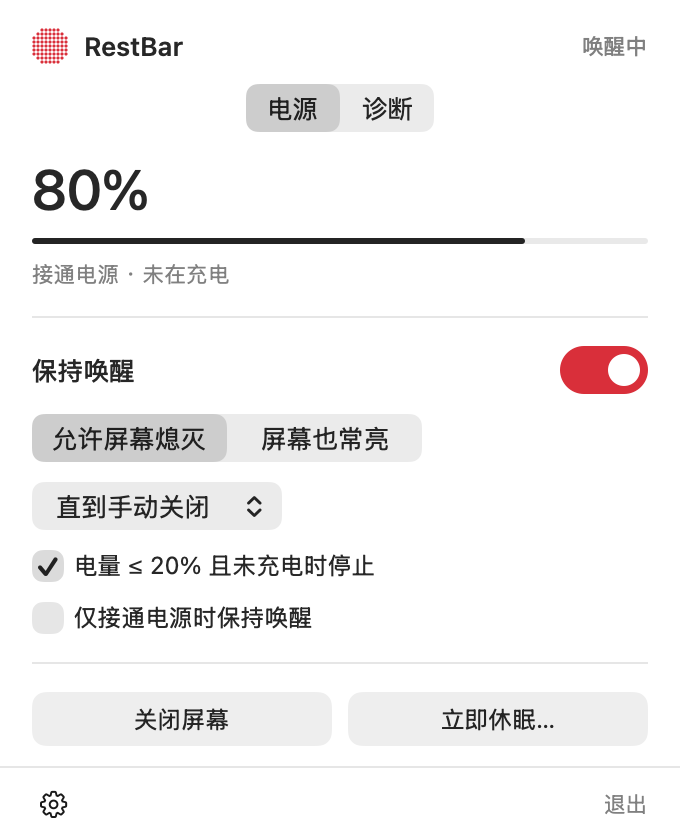 RestBar
唤醒中
电源
诊断
80%
接通电源 · 未在充电
保持唤醒
允许屏幕熄灭
屏幕也常亮
直到手动关闭
电量 ≤ 20% 且未充电时停止
仅接通电源时保持唤醒
关闭屏幕
立即休眠...
退出